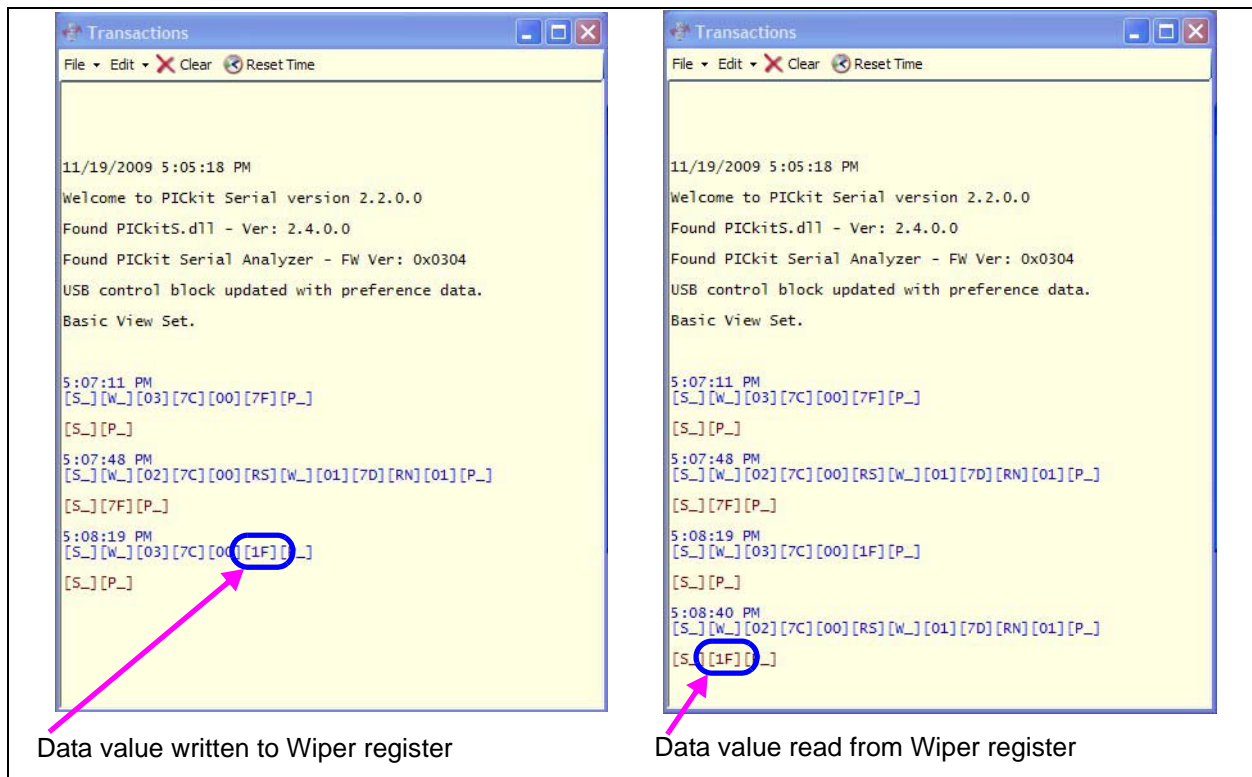 Transactions
File Edit Clear Reset Time
11/19/2009 5:05:18 PM
Welcome to PICkit Serial version 2.2.0.0
Found PICkitS.dll - Ver: 2.4.0.0
Found PICkit Serial Analyzer - FW Ver: 0x0304
USB control block updated with preference data.
Basic View Set.
5:07:11 PM
[S_][W_][03][7C][00][7F][P_]
[S_][P_]
5:07:48 PM
[S_][W_][02][7C][00][RS][W_][01][7D][RN][01][P_]
[S_][7F][P_]
5:08:19 PM
[S_][W_][03][7C][00][1F][P_]
[S_][P_]
Data value written to Wiper register
Transactions
File Edit Clear Reset Time
11/19/2009 5:05:18 PM
Welcome to PICkit Serial version 2.2.0.0
Found PICkitS.dll - Ver: 2.4.0.0
Found PICkit Serial Analyzer - FW Ver: 0x0304
USB control block updated with preference data.
Basic View Set.
5:07:11 PM
[S_][W_][03][7C][00][7F][P_]
[S_][P_]
5:07:48 PM
[S_][W_][02][7C][00][RS][W_][01][7D][RN][01][P_]
[S_][7F][P_]
5:08:19 PM
[S_][W_][03][7C][00][1F][P_]
[S_][P_]
5:08:40 PM
[S_][W_][02][7C][00][RS][W_][01][7D][RN][01][P_]
[S_][1F][P_]
Data value read from Wiper register